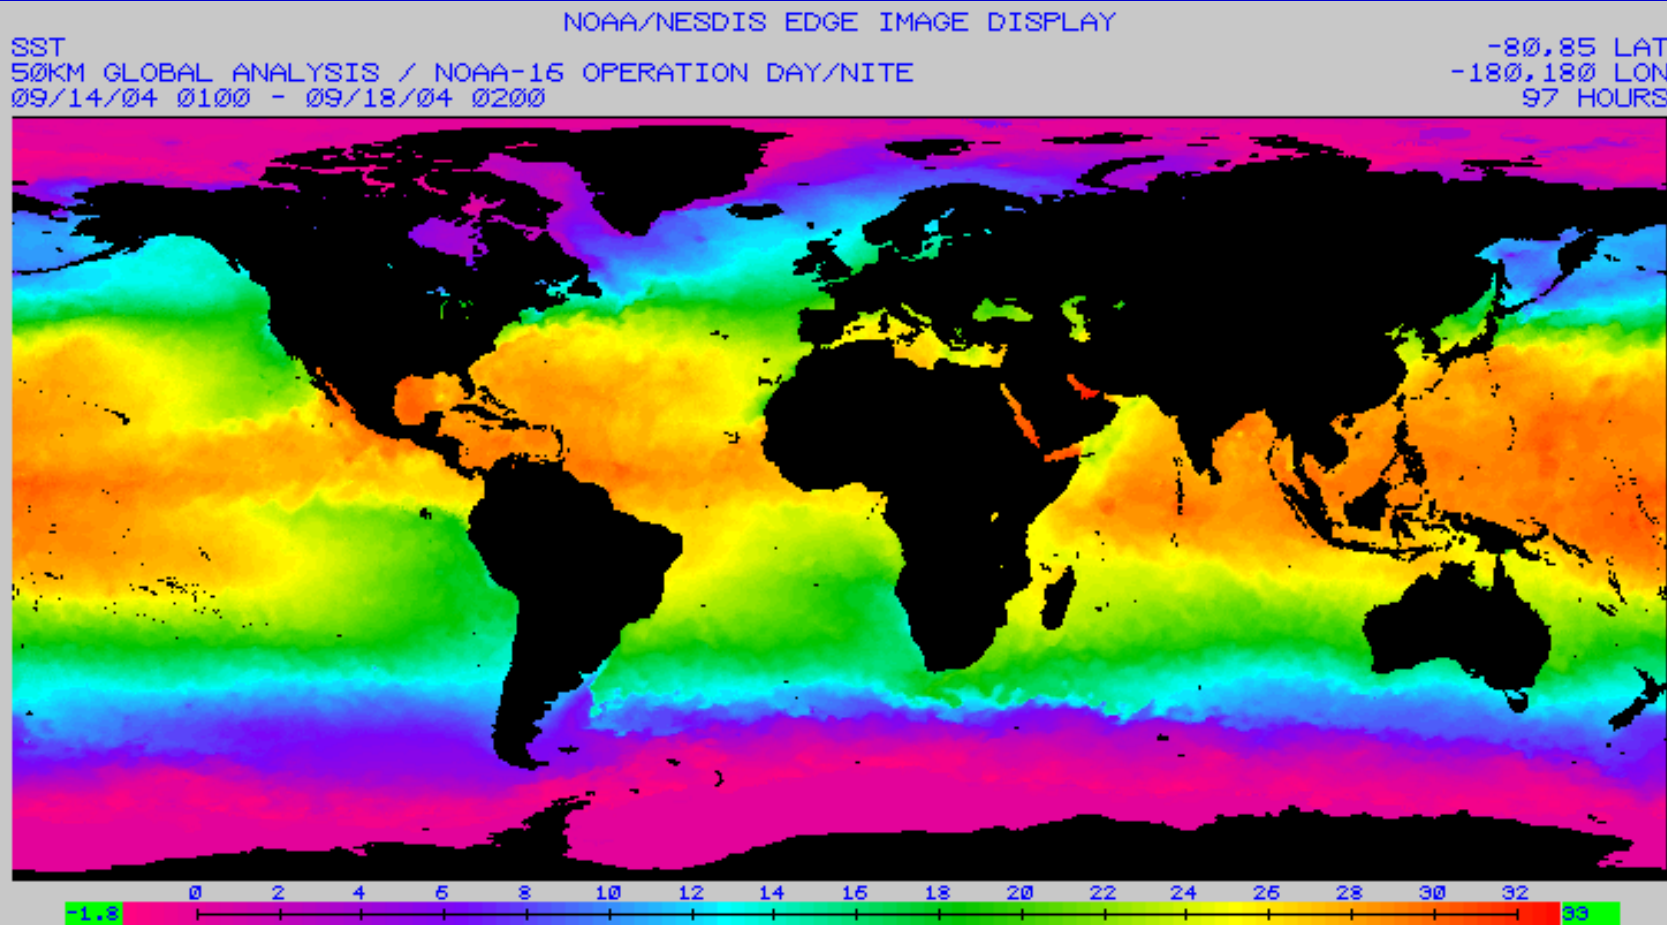 NOAA/NESDIS EDGE IMAGE DISPLAY
SST
-80,85 LAT
50KM GLOBAL ANALYSIS / NOAA-16 OPERATION DAY/NITE
-180,180 LON
09/14/04 0100 - 09/18/04 0200
97 HOURS
0 2 4 6 8 10 12 14 16 18 20 22 24 26 28 30 32
-1.8 33